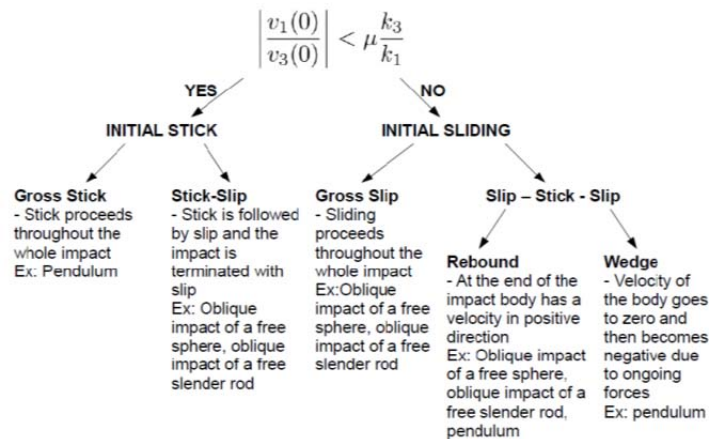 |v₁(0)/v₃(0)| < μ k₃/k₁
YES
NO
INITIAL STICK
INITIAL SLIDING
Gross Stick
- Stick proceeds
throughout the
whole impact
Ex: Pendulum
Stick-Slip
- Stick is followed
by slip and the
impact is
terminated with
slip
Ex: Oblique
impact of a free
sphere, oblique
impact of a free
slender rod
Gross Slip
- Sliding
proceeds
throughout the
whole impact
Ex:Oblique
impact of a free
sphere, oblique
impact of a free
slender rod
Slip – Stick - Slip
Rebound
- At the end of the
impact body has a
velocity in positive
direction
Ex: Oblique impact
of a free sphere,
oblique impact of a
free slender rod,
pendulum
Wedge
- Velocity of
the body goes
to zero and
then becomes
negative due
to ongoing
forces
Ex: pendulum